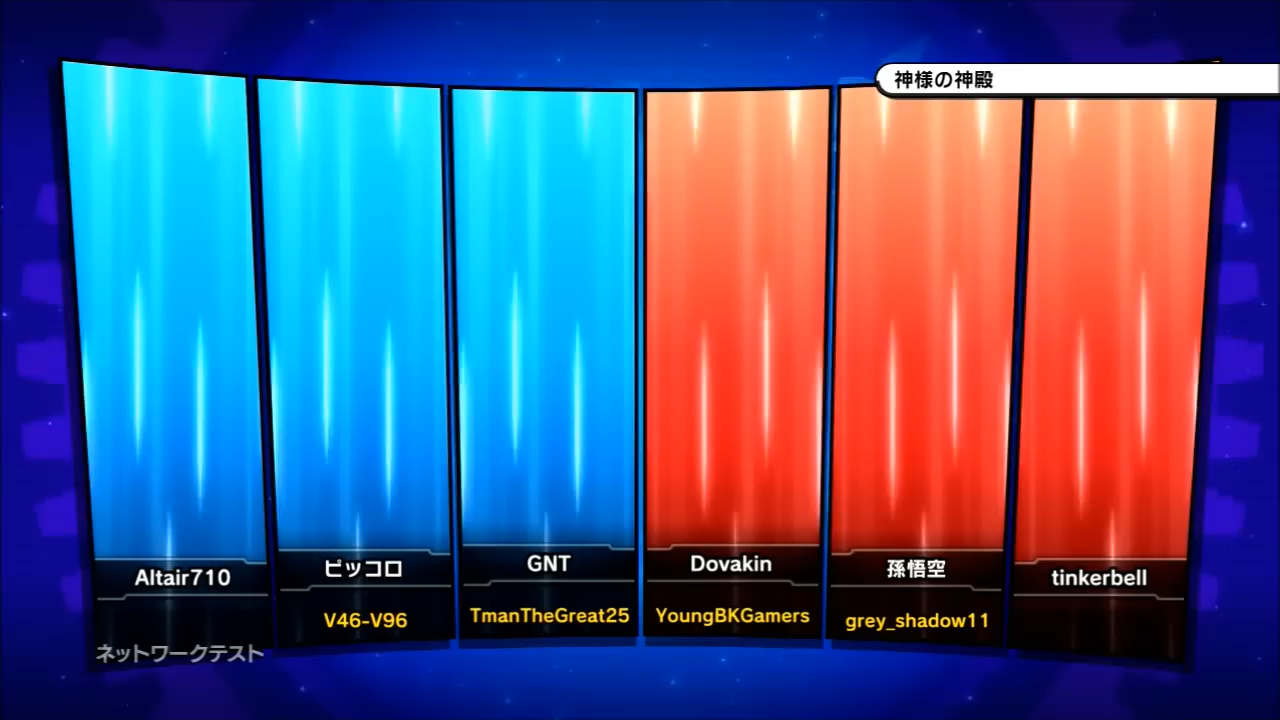 神様の神殿
Altair710
ピッコロ
GNT
Dovakin
孫悟空
tinkerbell
V46-V96
TmanTheGreat25
YoungBKGamers
grey_shadow11
ネットワークテスト